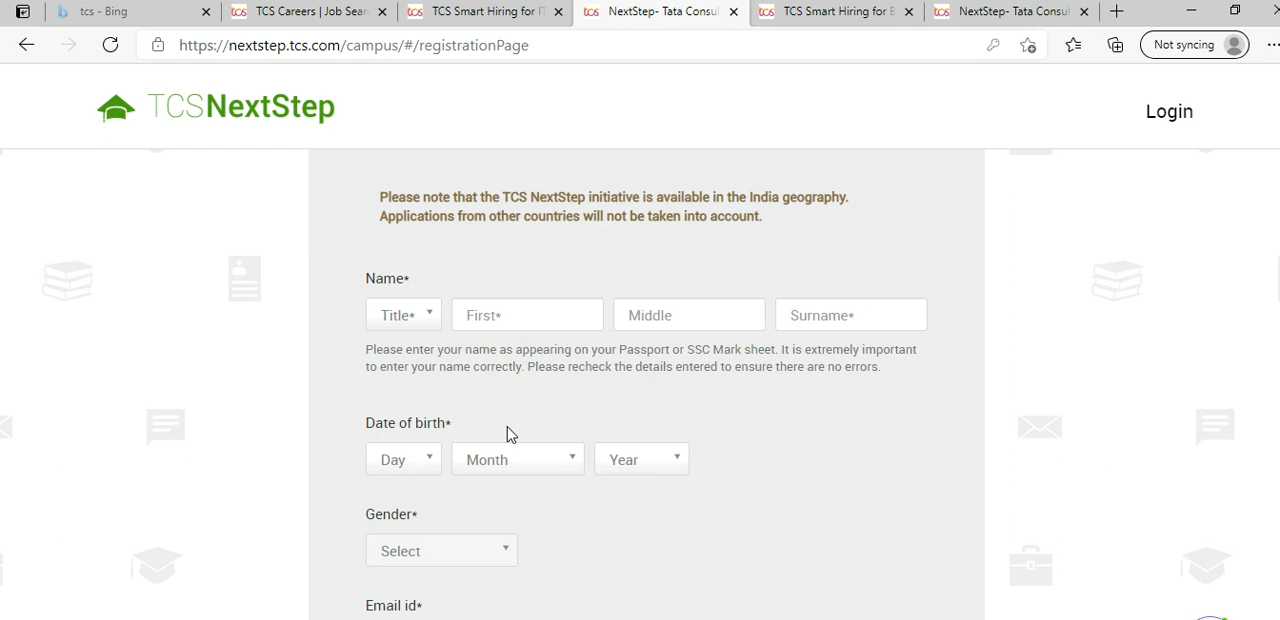 tcs - Bing
TCS Careers | Job Sear
TCS Smart Hiring for IT
NextStep- Tata Consul
TCS Smart Hiring for B
NextStep- Tata Consul
https://nextstep.tcs.com/campus/#/registrationPage
Not syncing
TCSNextStep
Login
Please note that the TCS NextStep initiative is available in the India geography.
Applications from other countries will not be taken into account.
Name*
Title* First* Middle Surname*
Please enter your name as appearing on your Passport or SSC Mark sheet. It is extremely important
to enter your name correctly. Please recheck the details entered to ensure there are no errors.
Date of birth*
Day Month Year
Gender*
Select
Email id*